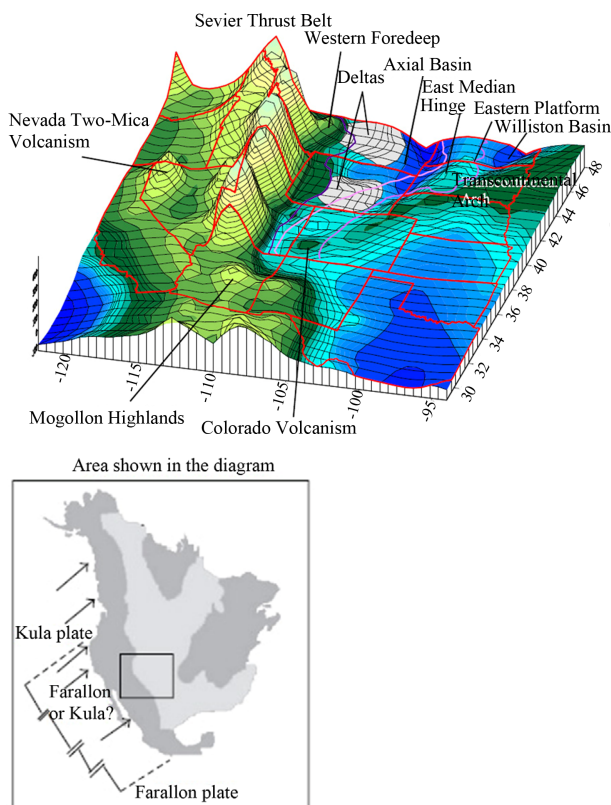 Sevier Thrust Belt
Western Foredeep
Axial Basin
Deltas
East Median
Hinge
Eastern Platform
Williston Basin
Nevada Two-Mica
Volcanism
Transcontinental
Arch
48
46
44
42
40
38
36
34
32
30
-120
-115
-110
-105
-100
-95
Mogollon Highlands
Colorado Volcanism
Area shown in the diagram
Kula plate
Farallon
or Kula?
Farallon plate